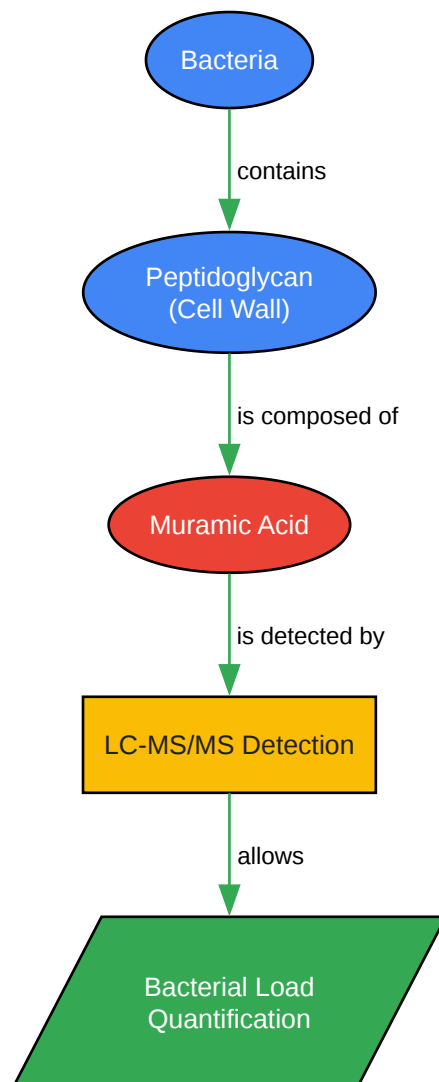 Bacteria
contains
Peptidoglycan
(Cell Wall)
is composed of
Muramic Acid
is detected by
LC-MS/MS Detection
allows
Bacterial Load
Quantification